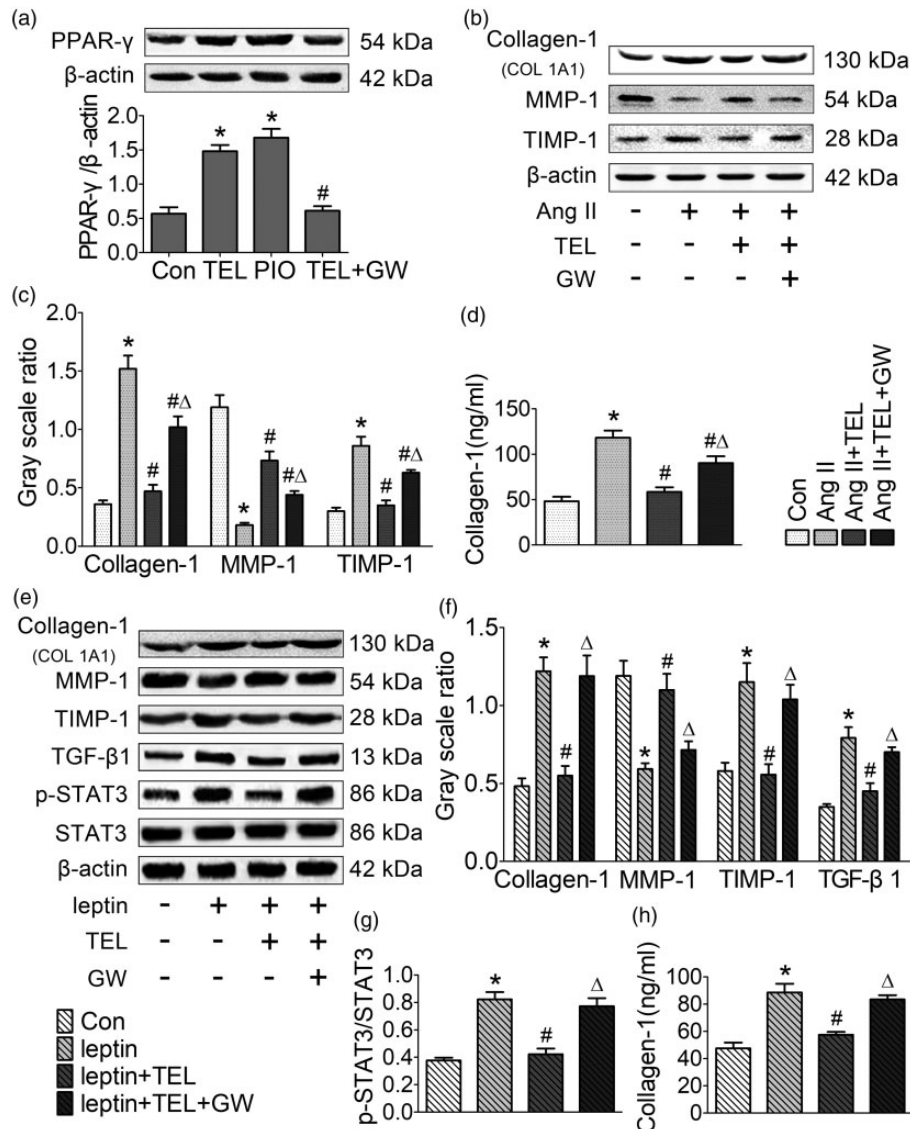 (a)
PPAR-γ 54 kDa
β-actin 42 kDa
PPAR-γ /β -actin
2.0
1.5
1.0
0.5
0.0
* * #
Con TEL PIO TEL+GW
(b)
Collagen-1
(COL 1A1)
130 kDa
MMP-1 54 kDa
TIMP-1 28 kDa
β-actin 42 kDa
Ang II - + + +
TEL - - + +
GW - - - +
(c)
Gray scale ratio
2.0
1.5
1.0
0.5
0.0
* # #Δ * # #Δ * # #Δ
Collagen-1 MMP-1 TIMP-1
(d)
Collagen-1(ng/ml)
150
100
50
0
* # #Δ
Con
Ang II
Ang II+TEL
Ang II+TEL+GW
(e)
Collagen-1
(COL 1A1)
130 kDa
MMP-1 54 kDa
TIMP-1 28 kDa
TGF-β1 13 kDa
p-STAT3 86 kDa
STAT3 86 kDa
β-actin 42 kDa
leptin - + + +
TEL - - + +
GW - - - +
Con
leptin
leptin+TEL
leptin+TEL+GW
(f)
Gray scale ratio
1.5
1.0
0.5
0.0
* # Δ * # Δ * # Δ * # Δ
Collagen-1 MMP-1 TIMP-1 TGF-β 1
(g)
p-STAT3/STAT3
1.0
0.8
0.6
0.4
0.2
0.0
* # Δ
(h)
Collagen-1(ng/ml)
100
80
60
40
20
0
* # Δ